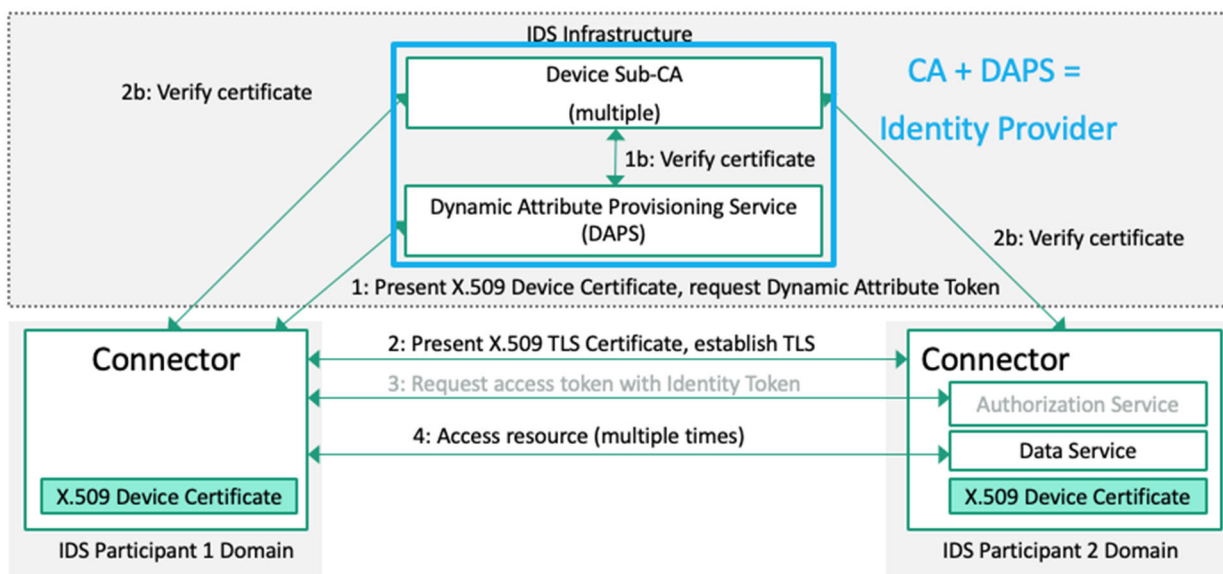 IDS Infrastructure
2b: Verify certificate
Device Sub-CA
(multiple)
CA + DAPS =
Identity Provider
1b: Verify certificate
Dynamic Attribute Provisioning Service
(DAPS)
2b: Verify certificate
1: Present X.509 Device Certificate, request Dynamic Attribute Token
Connector
2: Present X.509 TLS Certificate, establish TLS
Connector
3: Request access token with Identity Token
Authorization Service
4: Access resource (multiple times)
Data Service
X.509 Device Certificate
X.509 Device Certificate
IDS Participant 1 Domain
IDS Participant 2 Domain